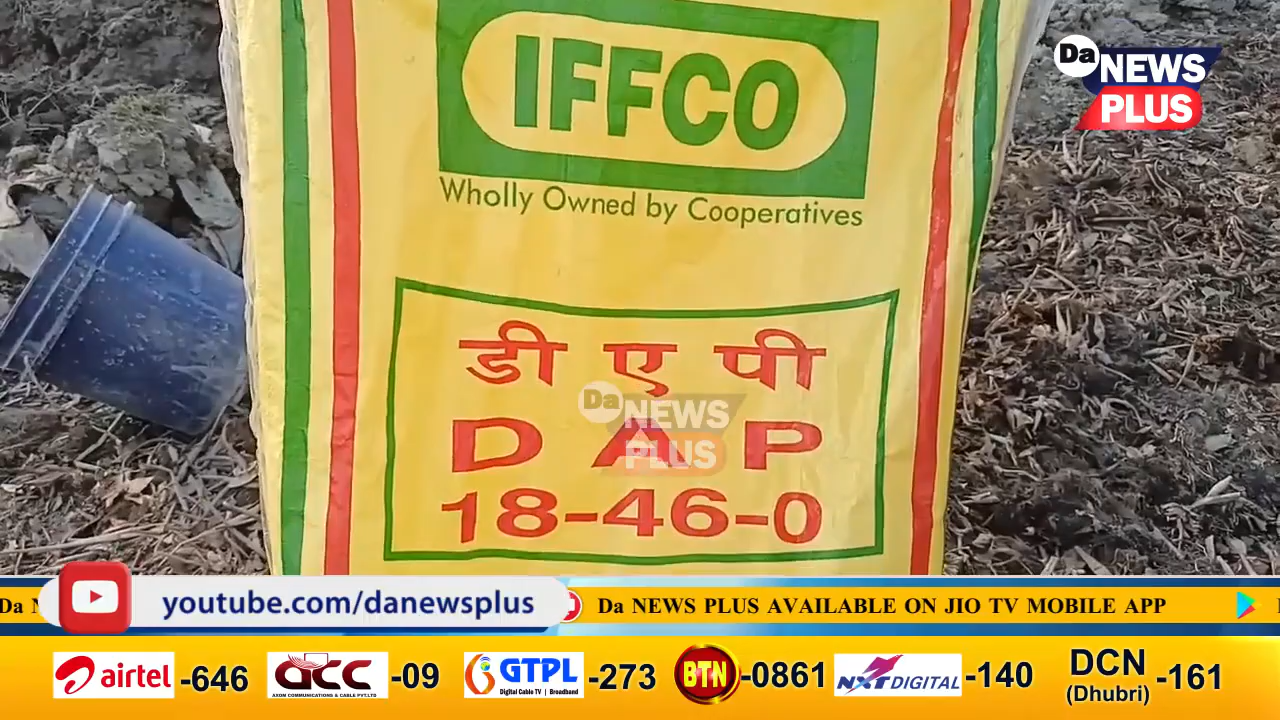 IFFCO
Wholly Owned by Cooperatives
डी ए पी
D A P
18-46-0
Da NEWS PLUS
Da NEWS PLUS
Da N
youtube.com/danewsplus
Da NEWS PLUS AVAILABLE ON JIO TV MOBILE APP
airtel -646
ACC AXOM COMMUNICATIONS & CABLE PVT.LTD -09
GTPL Digital Cable TV | Broadband -273
BTN -0861
NXT DIGITAL -140
DCN (Dhubri) -161